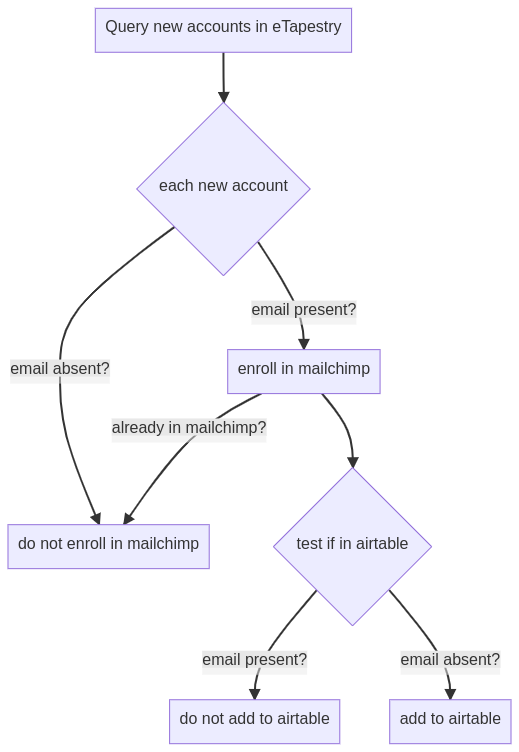 Query new accounts in eTapestry
each new account
email present?
email absent?
enroll in mailchimp
already in mailchimp?
do not enroll in mailchimp
test if in airtable
email present?
email absent?
do not add to airtable
add to airtable